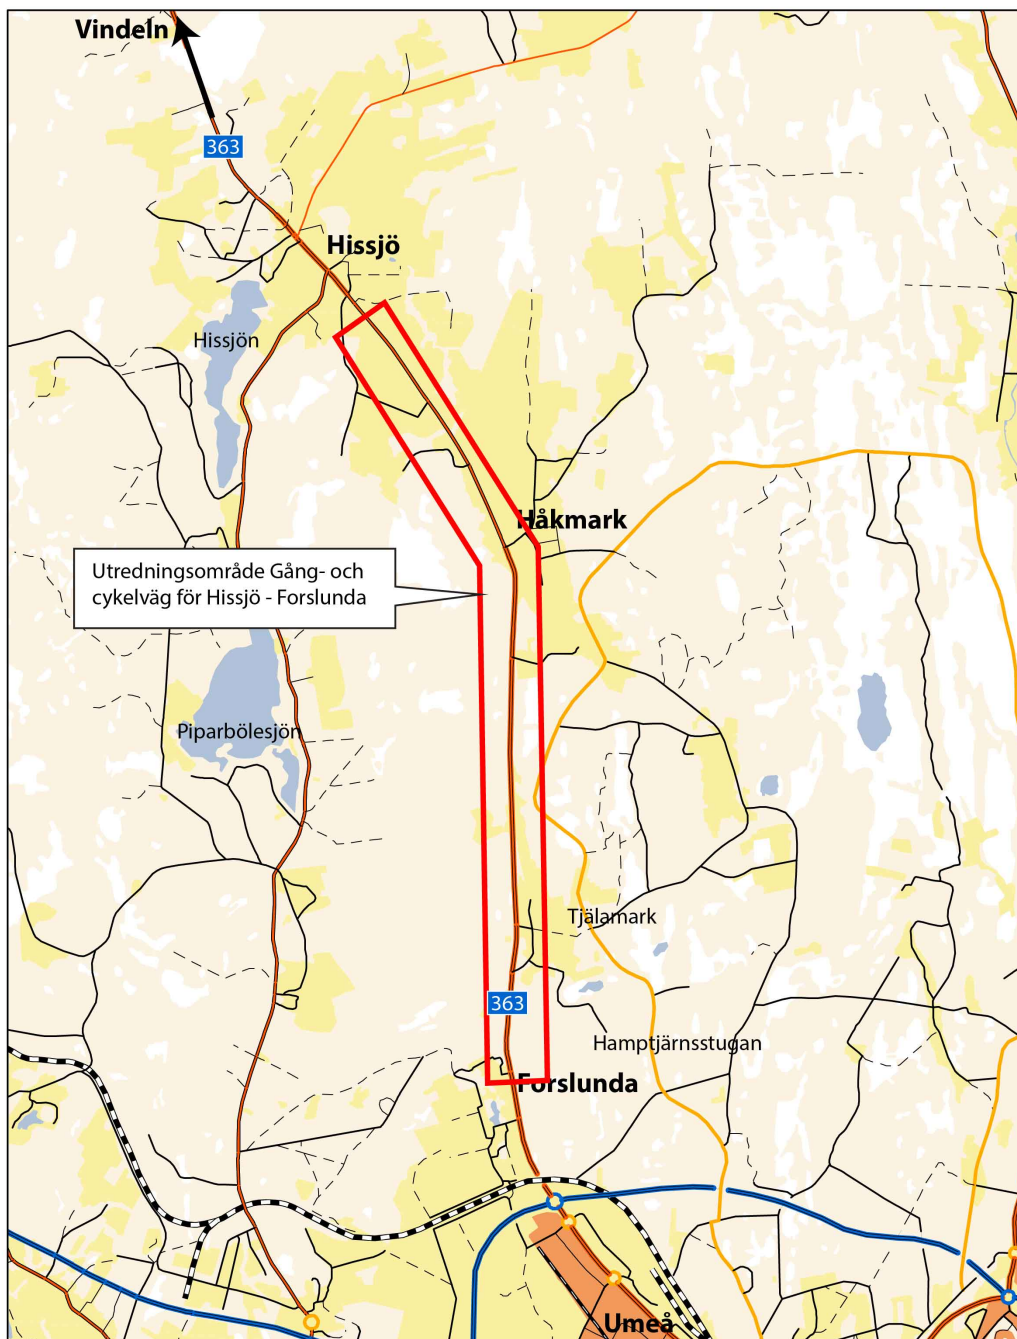 Vindeln
363
Hissjö
Hissjön
Håkmark
Utredningsområde Gång- och
cykelväg för Hissjö - Forslunda
Piparbölesjön
Tjälamark
363
Hamptjärnsstugan
Forslunda
Umeå